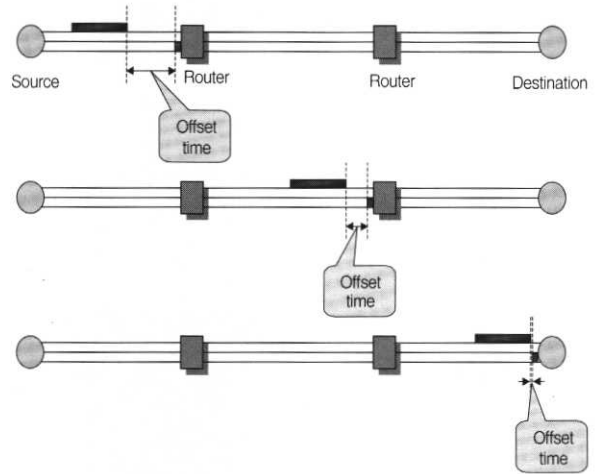 Source
Router
Router
Destination
Offset
time
Offset
time
Offset
time